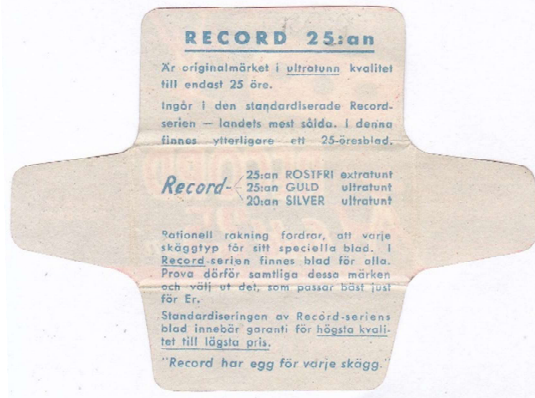 RECORD 25:an
Är originalmärket i ultratunn kvalitet
till endast 25 öre.
Ingår i den standardiserade Record-
serien — landets mest sålda. I denna
finnes ytterligare ett 25-öresblad.
Record-
25:an ROSTFRI extratunt
25:an GULD ultratunt
20:an SILVER ultratunt
Rationell rakning fordrar, att varje
skäggtyp får sitt speciella blad. I
Record-serien finnes blad för alla.
Prova därför samtliga dessa märken
och välj ut det, som passar bäst just
för Er.
Standardiseringen av Record-seriens
blad innebär garanti för högsta kvali-
tet till lägsta pris.
"Record har egg för varje skägg."